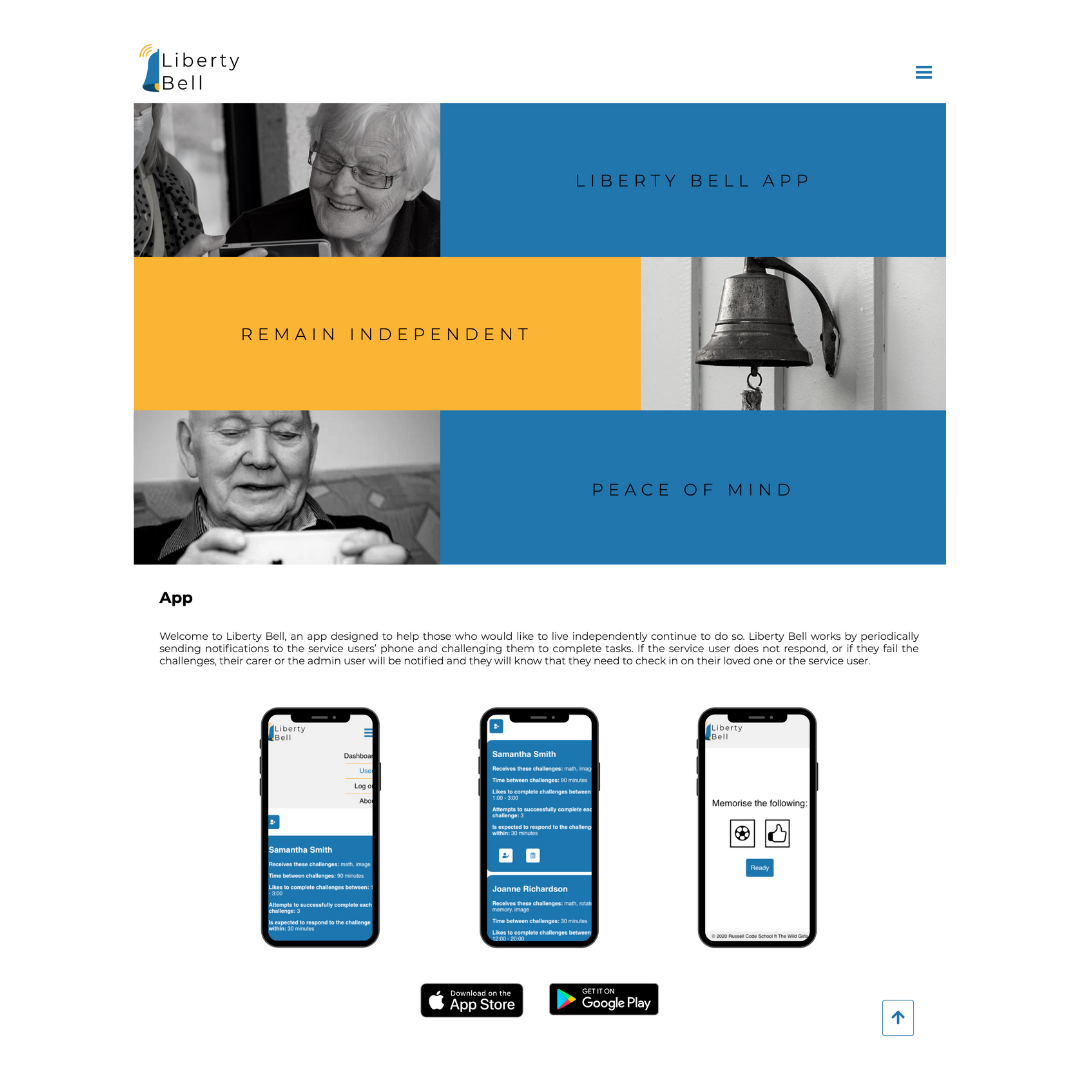 Liberty
Bell
LIBERTY BELL APP
REMAIN INDEPENDENT
PEACE OF MIND
App
Welcome to Liberty Bell, an app designed to help those who would like to live independently continue to do so. Liberty Bell works by periodically
sending notifications to the service users' phone and challenging them to complete tasks. If the service user does not respond, or if they fail the
challenges, their carer or the admin user will be notified and they will know that they need to check in on their loved one or the service user.
Liberty
Bell
Dashboar
User
Log o
Abo
Samantha Smith
Receives these challenges: math, image
Time between challenges: 90 minutes
Likes to complete challenges between: 1
- 3:00
Attempts to successfully complete each
challenge: 3
Is expected to respond to the challenge
within: 30 minutes
Samantha Smith
Receives these challenges: math, imag
Time between challenges: 90 minutes
Likes to complete challenges between
1:00 - 3:00
Attempts to successfully complete eac
challenge: 3
Is expected to respond to the challeng
within: 30 minutes
Joanne Richardson
Receives these challenges: math, rotat
memory, image
Time between challenges: 30 minutes
Likes to complete challenges between
12:00 - 20:00
Liberty
Bell
Memorise the following:
Ready
© 2020 Russell Code School ft The Wild Girls
Download on the
App Store
GET IT ON
Google Play